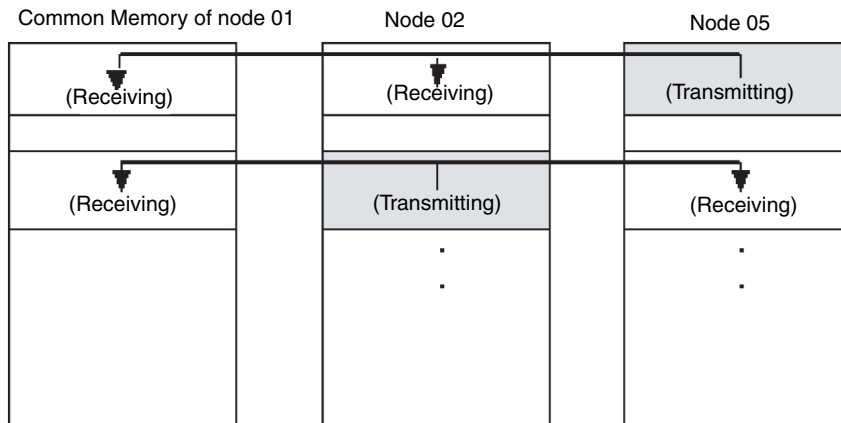 Common Memory of node 01
Node 02
Node 05
(Receiving)
(Receiving)
(Transmitting)
(Receiving)
(Transmitting)
(Receiving)